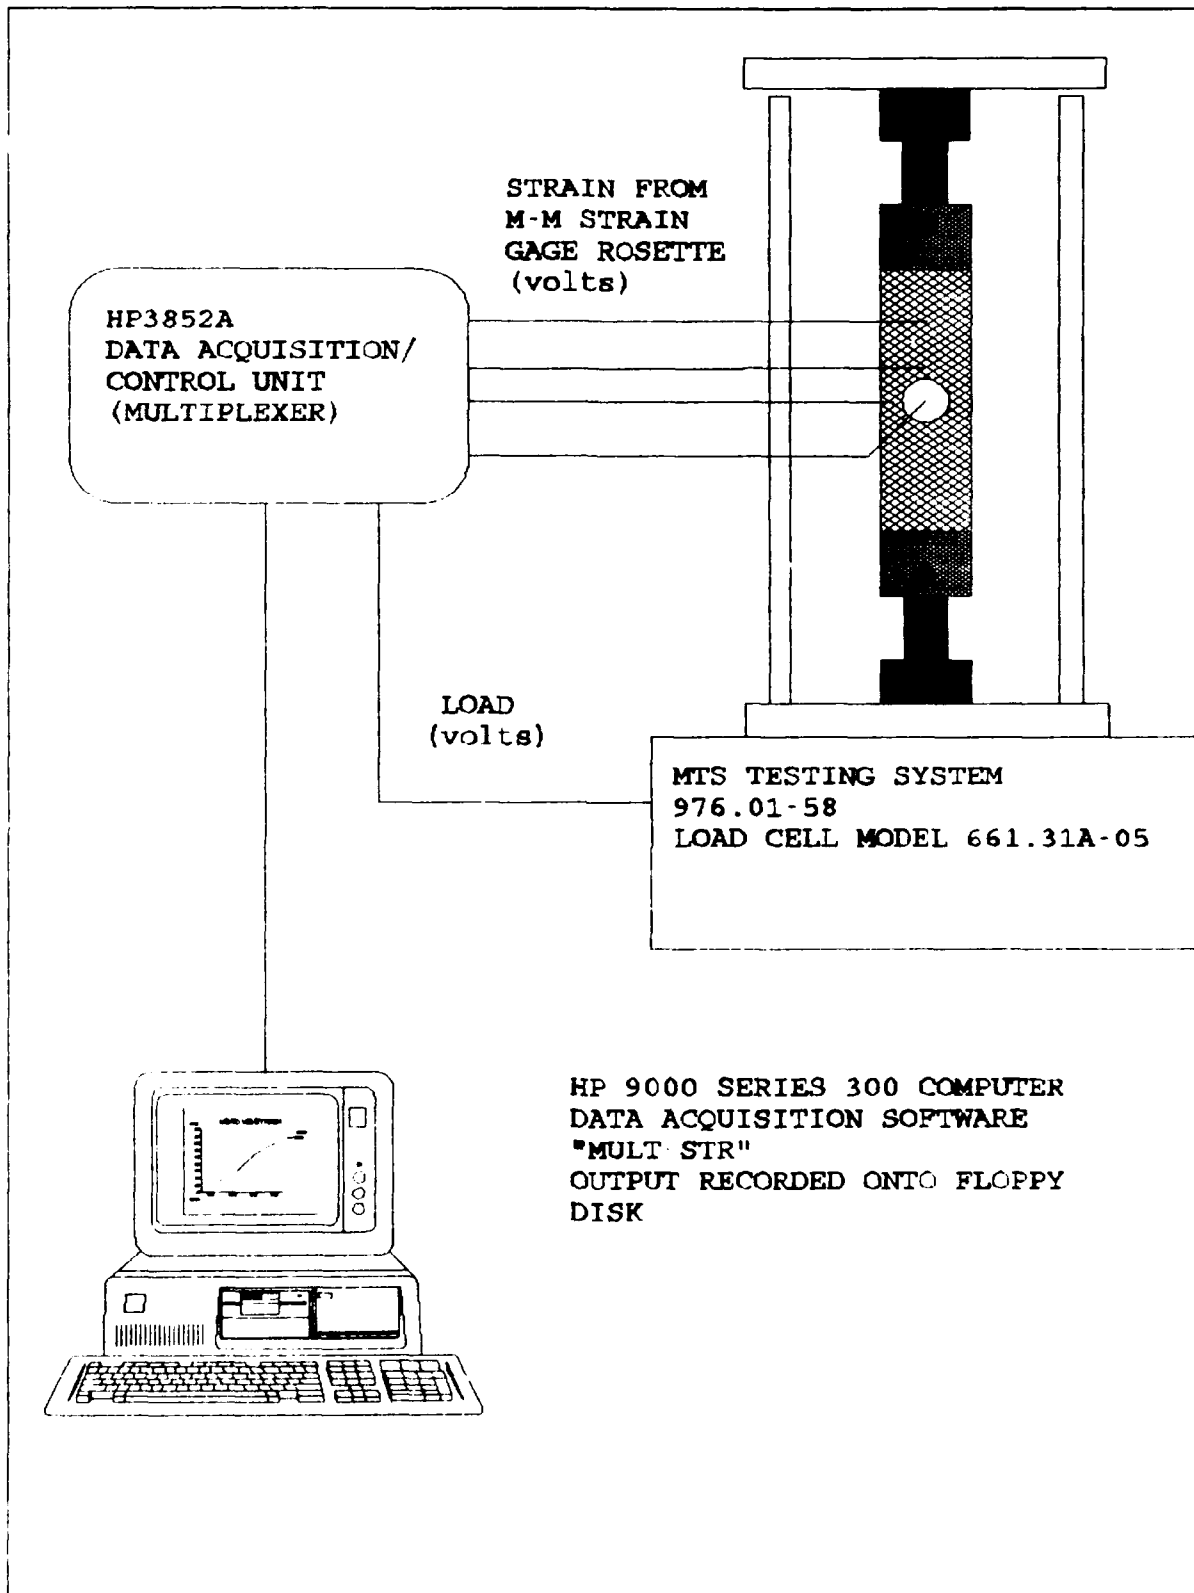 STRAIN FROM
M-M STRAIN
GAGE ROSETTE
(volts)
HP3852A
DATA ACQUISITION/
CONTROL UNIT
(MULTIPLEXER)
LOAD
(volts)
MTS TESTING SYSTEM
976.01-58
LOAD CELL MODEL 661.31A-05
HP 9000 SERIES 300 COMPUTER
DATA ACQUISITION SOFTWARE
"MULT STR"
OUTPUT RECORDED ONTO FLOPPY
DISK